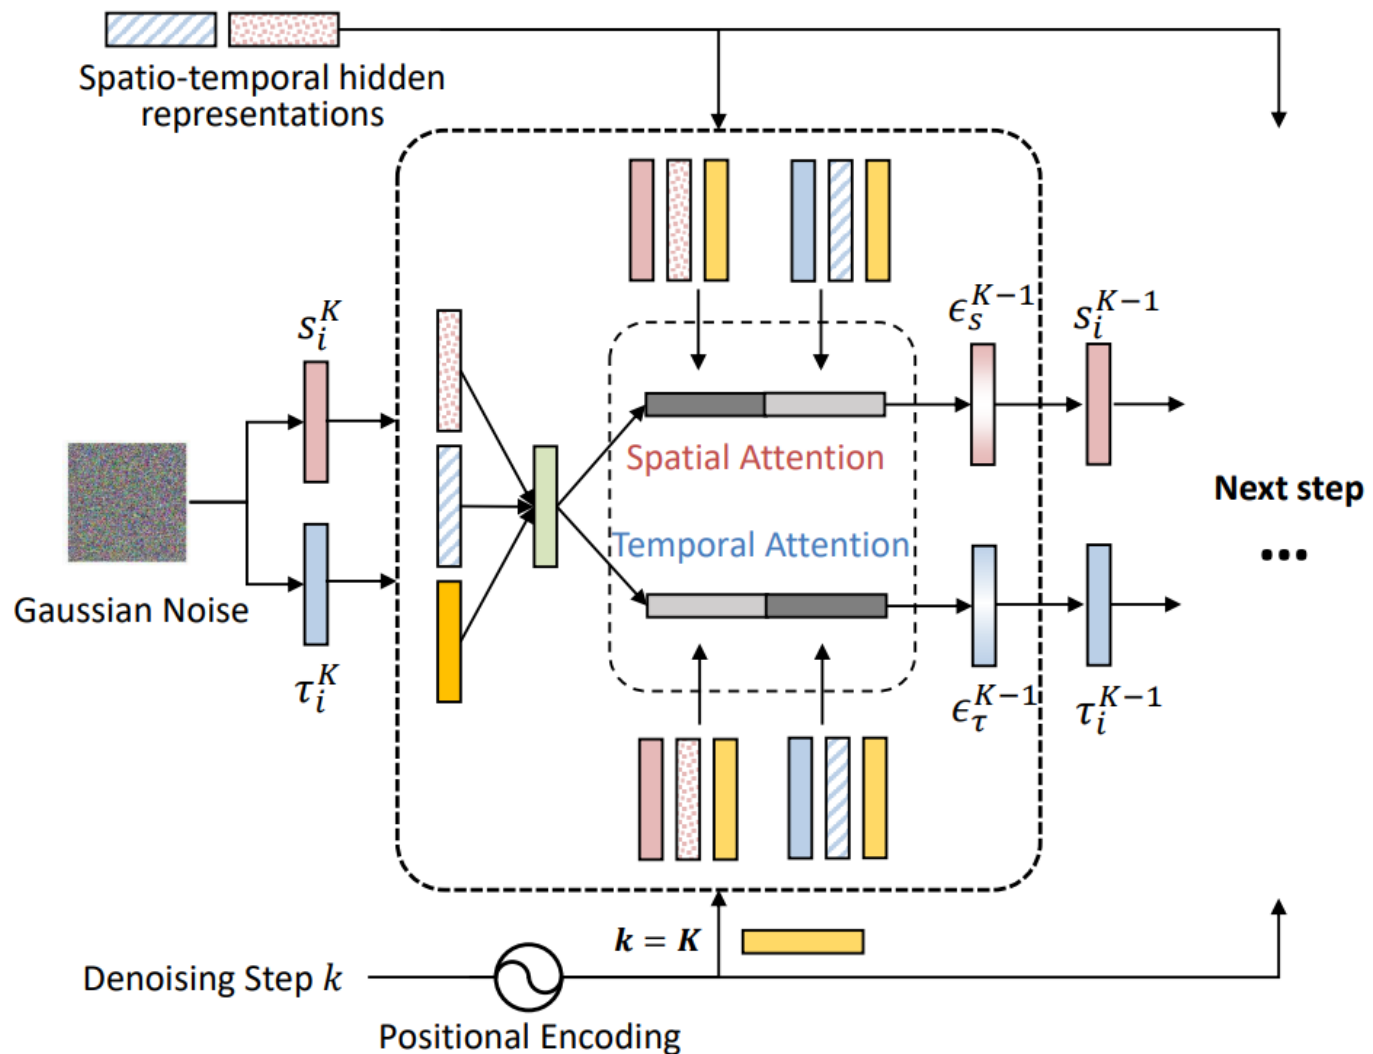 Spatio-temporal hidden
representations
s_i^K
ϵ_s^{K−1}
s_i^{K−1}
Spatial Attention
Next step
...
Temporal Attention
Gaussian Noise
τ_i^K
ϵ_τ^{K−1}
τ_i^{K−1}
k = K
Denoising Step k
Positional Encoding